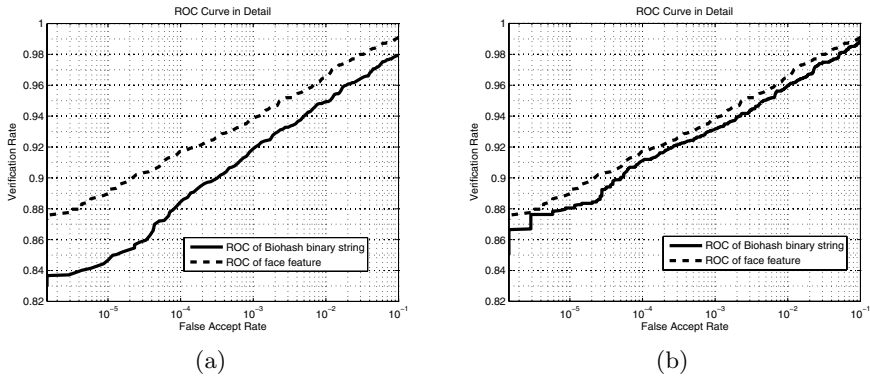 ROC Curve in Detail
1
0.98
0.96
0.94
0.92
0.9
0.88
0.86
0.84
0.82
Verification Rate
ROC of Biohash binary string
ROC of face feature
10⁻⁵
10⁻⁴
10⁻³
10⁻²
10⁻¹
False Accept Rate
(a)
ROC Curve in Detail
1
0.98
0.96
0.94
0.92
0.9
0.88
0.86
0.84
0.82
Verification Rate
ROC of Biohash binary string
ROC of face feature
10⁻⁵
10⁻⁴
10⁻³
10⁻²
10⁻¹
False Accept Rate
(b)